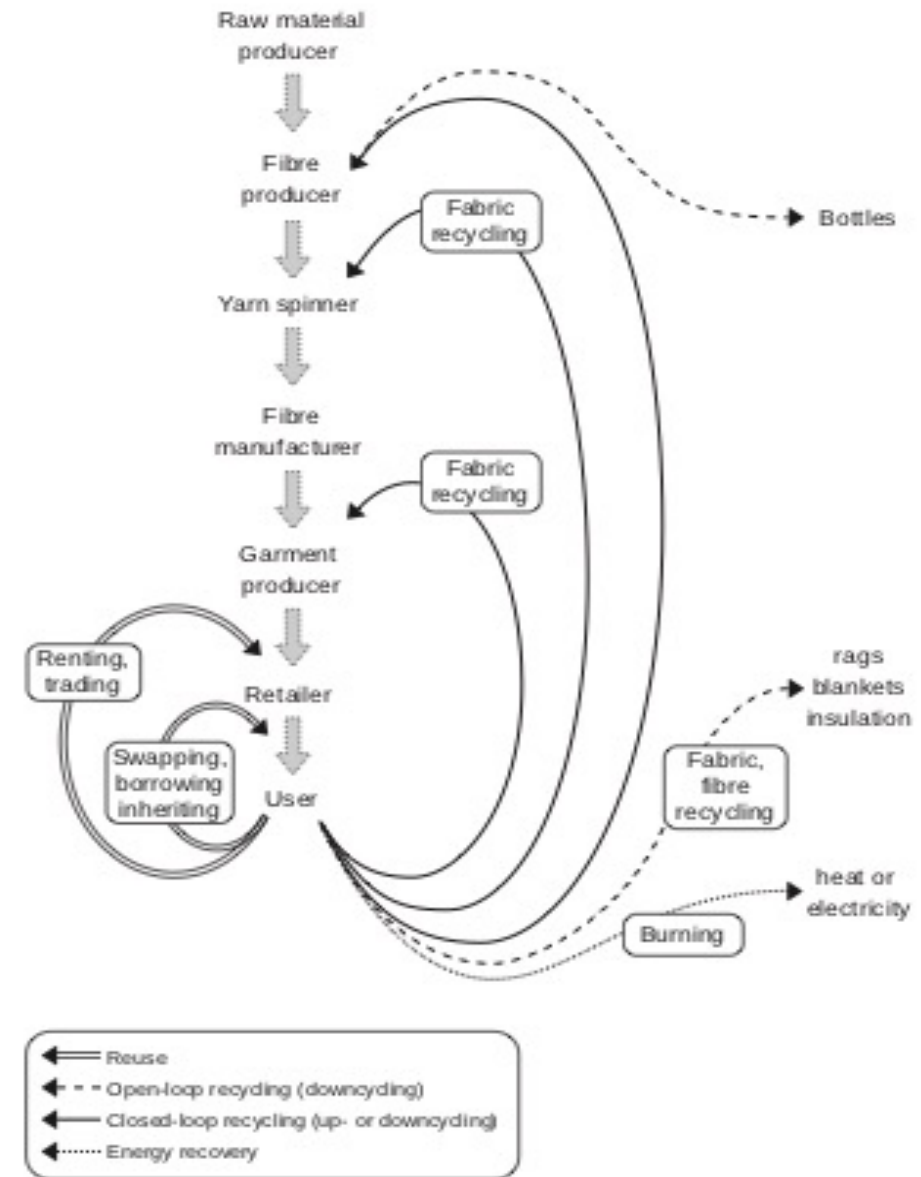 Raw material
producer
Fibre
producer
Fabric
recycling
Bottles
Yarn spinner
Fibre
manufacturer
Fabric
recycling
Garment
producer
Renting,
trading
Retailer
rags
blankets
insulation
Swapping,
borrowing
inheriting
User
Fabric,
fibre
recycling
heat or
electricity
Burning
Reuse
Open-loop recycling (downcycling)
Closed-loop recycling (up- or downcycling)
Energy recovery